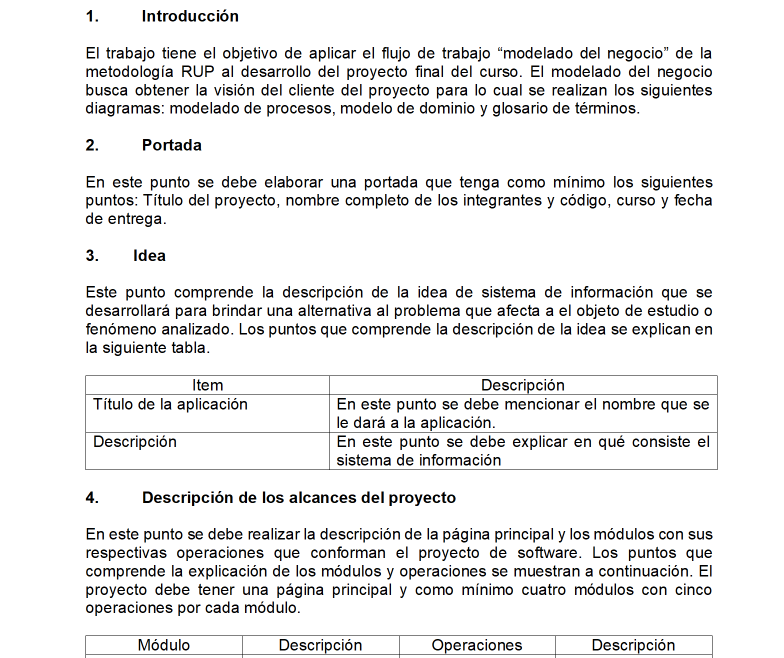 1. Introducción
El trabajo tiene el objetivo de aplicar el flujo de trabajo “modelado del negocio” de la
metodología RUP al desarrollo del proyecto final del curso. El modelado del negocio
busca obtener la visión del cliente del proyecto para lo cual se realizan los siguientes
diagramas: modelado de procesos, modelo de dominio y glosario de términos.
2. Portada
En este punto se debe elaborar una portada que tenga como mínimo los siguientes
puntos: Título del proyecto, nombre completo de los integrantes y código, curso y fecha
de entrega.
3. Idea
Este punto comprende la descripción de la idea de sistema de información que se
desarrollará para brindar una alternativa al problema que afecta a el objeto de estudio o
fenómeno analizado. Los puntos que comprende la descripción de la idea se explican en
la siguiente tabla.
Item Descripción
Título de la aplicación En este punto se debe mencionar el nombre que se
le dará a la aplicación.
Descripción En este punto se debe explicar en qué consiste el
sistema de información
4. Descripción de los alcances del proyecto
En este punto se debe realizar la descripción de la página principal y los módulos con sus
respectivas operaciones que conforman el proyecto de software. Los puntos que
comprende la explicación de los módulos y operaciones se muestran a continuación. El
proyecto debe tener una página principal y como mínimo cuatro módulos con cinco
operaciones por cada módulo.
Módulo Descripción Operaciones Descripción